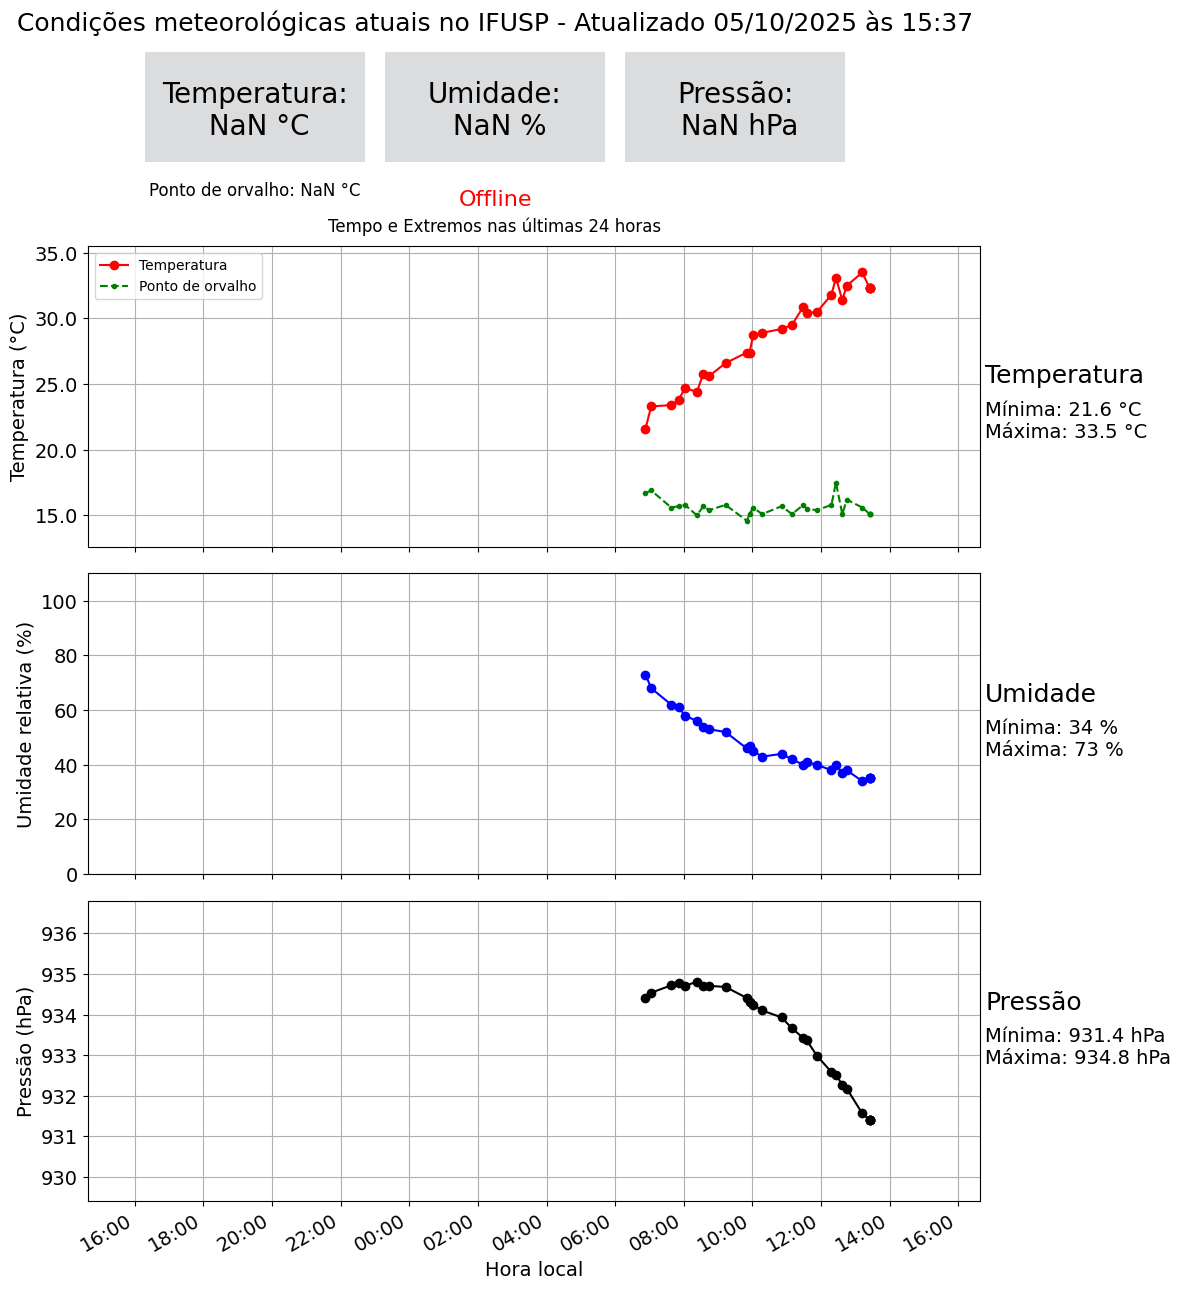 Condições meteorológicas atuais no IFUSP - Atualizado 05/10/2025 às 15:37
Temperatura:
NaN °C
Umidade:
NaN %
Pressão:
NaN hPa
Ponto de orvalho: NaN °C
Offline
Tempo e Extremos nas últimas 24 horas
Temperatura
Ponto de orvalho
Temperatura (°C)
35.0
30.0
25.0
20.0
15.0
Temperatura
Mínima: 21.6 °C
Máxima: 33.5 °C
Umidade relativa (%)
100
80
60
40
20
0
Umidade
Mínima: 34 %
Máxima: 73 %
Pressão (hPa)
936
935
934
933
932
931
930
Pressão
Mínima: 931.4 hPa
Máxima: 934.8 hPa
16:00
18:00
20:00
22:00
00:00
02:00
04:00
06:00
08:00
10:00
12:00
14:00
16:00
Hora local